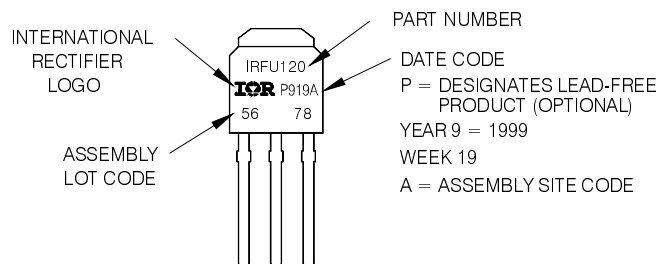 INTERNATIONAL
RECTIFIER
LOGO
ASSEMBLY
LOT CODE
IRFU120
IOR P919A
56 78
PART NUMBER
DATE CODE
P = DESIGNATES LEAD-FREE
PRODUCT (OPTIONAL)
YEAR 9 = 1999
WEEK 19
A = ASSEMBLY SITE CODE